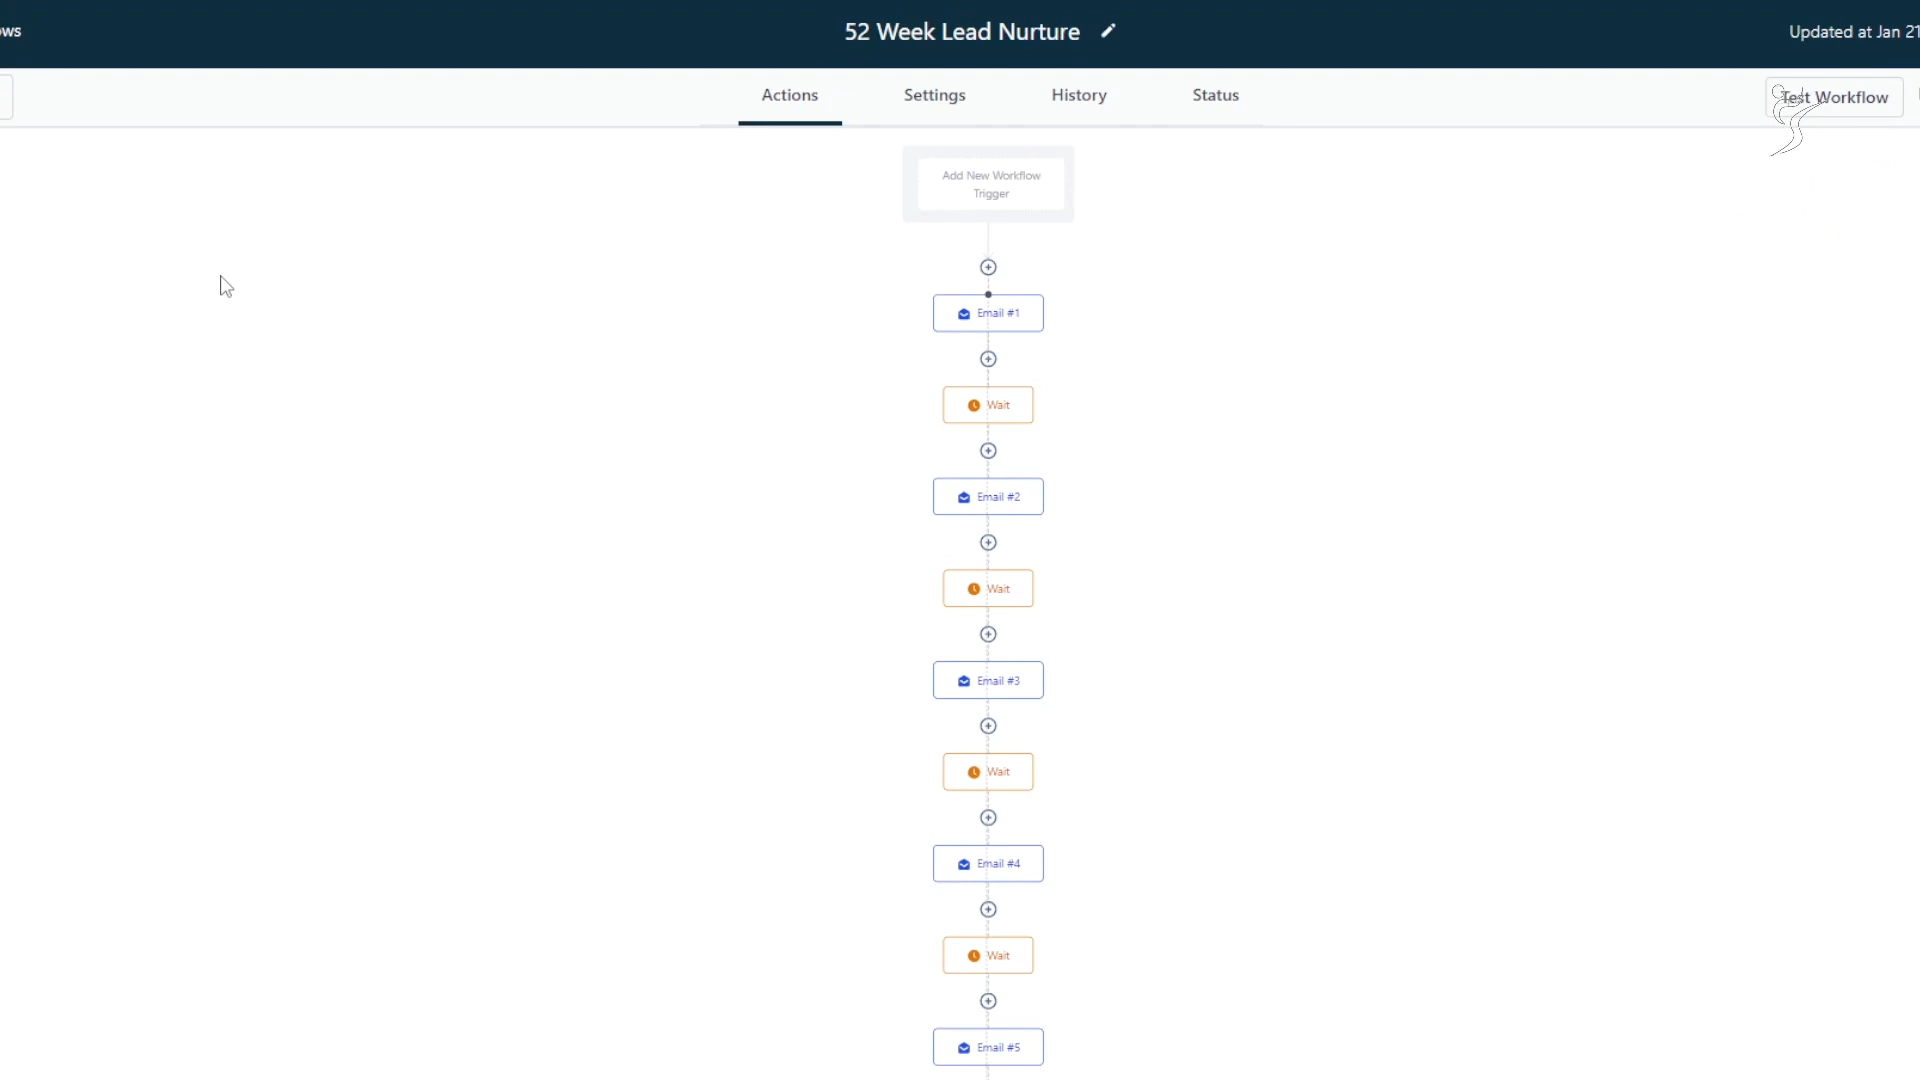 ows
52 Week Lead Nurture
Updated at Jan 21
Actions
Settings
History
Status
Test Workflow
Add New Workflow
Trigger
Email #1
Wait
Email #2
Wait
Email #3
Wait
Email #4
Wait
Email #5